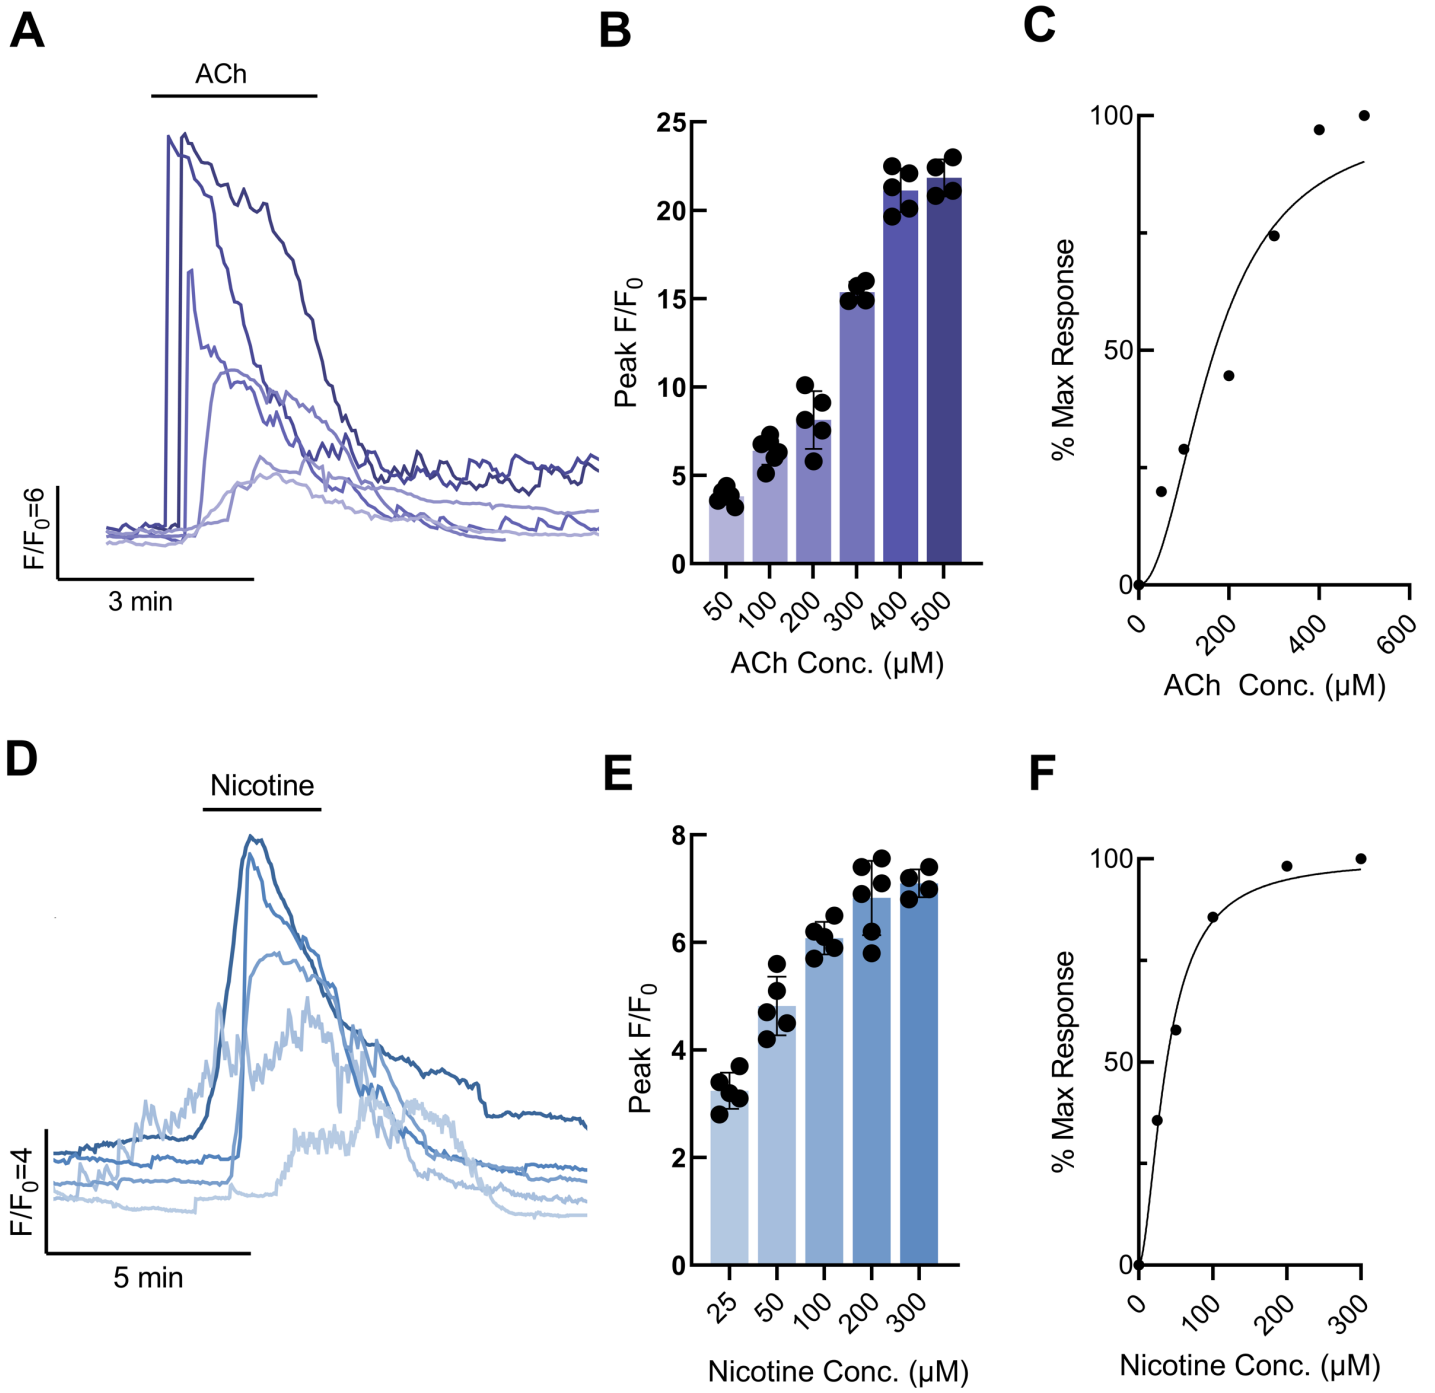 A
ACh
F/F0=6
3 min
B
25
20
15
10
5
0
Peak F/F0
50
100
200
300
400
500
ACh Conc. (µM)
C
100
50
0
% Max Response
0
200
400
600
ACh Conc. (µM)
D
Nicotine
F/F0=4
5 min
E
8
6
4
2
0
Peak F/F0
25
50
100
200
300
Nicotine Conc. (µM)
F
100
50
0
% Max Response
0
100
200
300
Nicotine Conc. (µM)